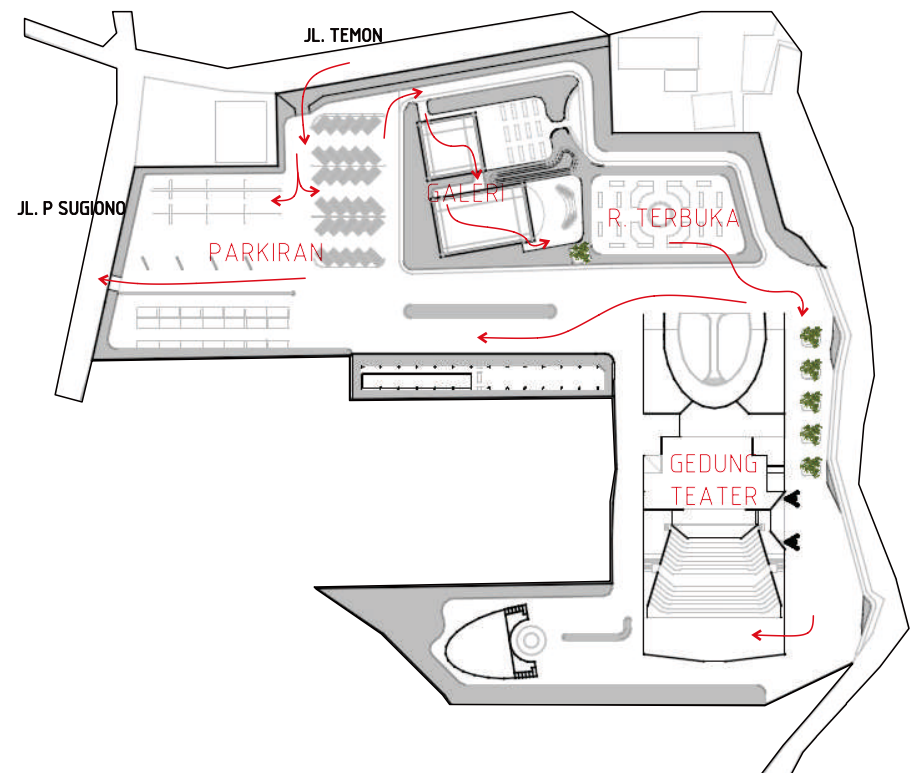 JL. TEMON
JL. P SUGIONO
GALERI
R. TERBUKA
PARKIRAN
GEDUNG
TEATER